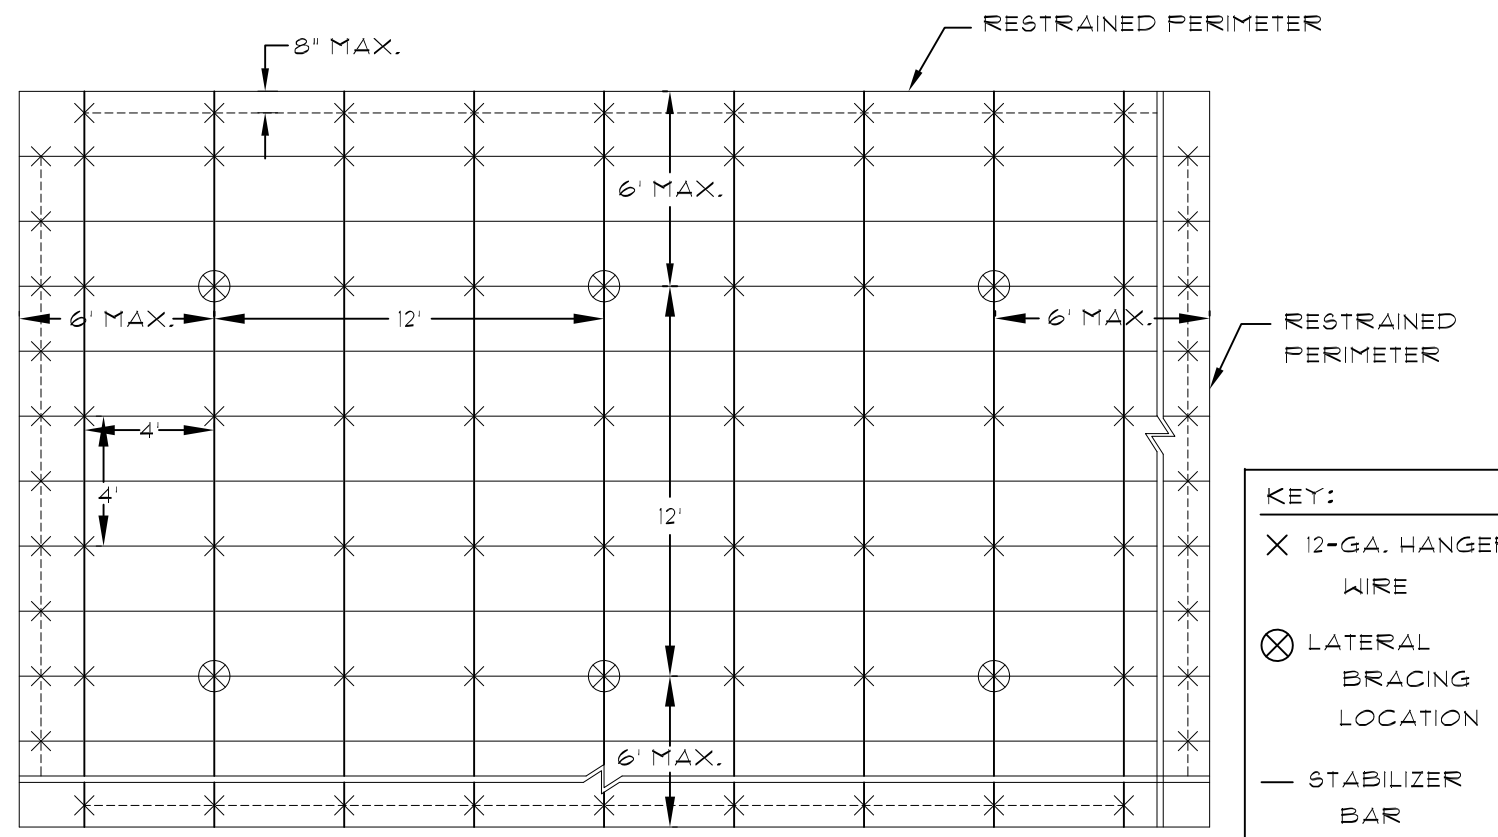 RESTRAINED PERIMETER
8" MAX.
6' MAX.
6' MAX.
12'
6' MAX.
RESTRAINED
PERIMETER
4'
4'
12'
6' MAX.
KEY:
12-GA. HANGER
WIRE
LATERAL
BRACING
LOCATION
STABILIZER
BAR